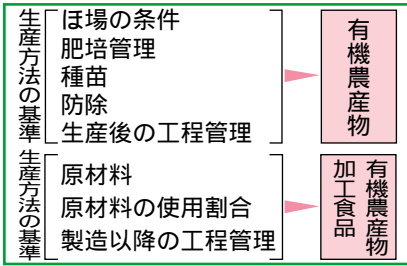 生産方法の基準
ほ場の条件
肥培管理
種苗
防除
生産後の工程管理
有機農産物
生産方法の基準
原材料
原材料の使用割合
製造以降の工程管理
有機農産物
加工食品